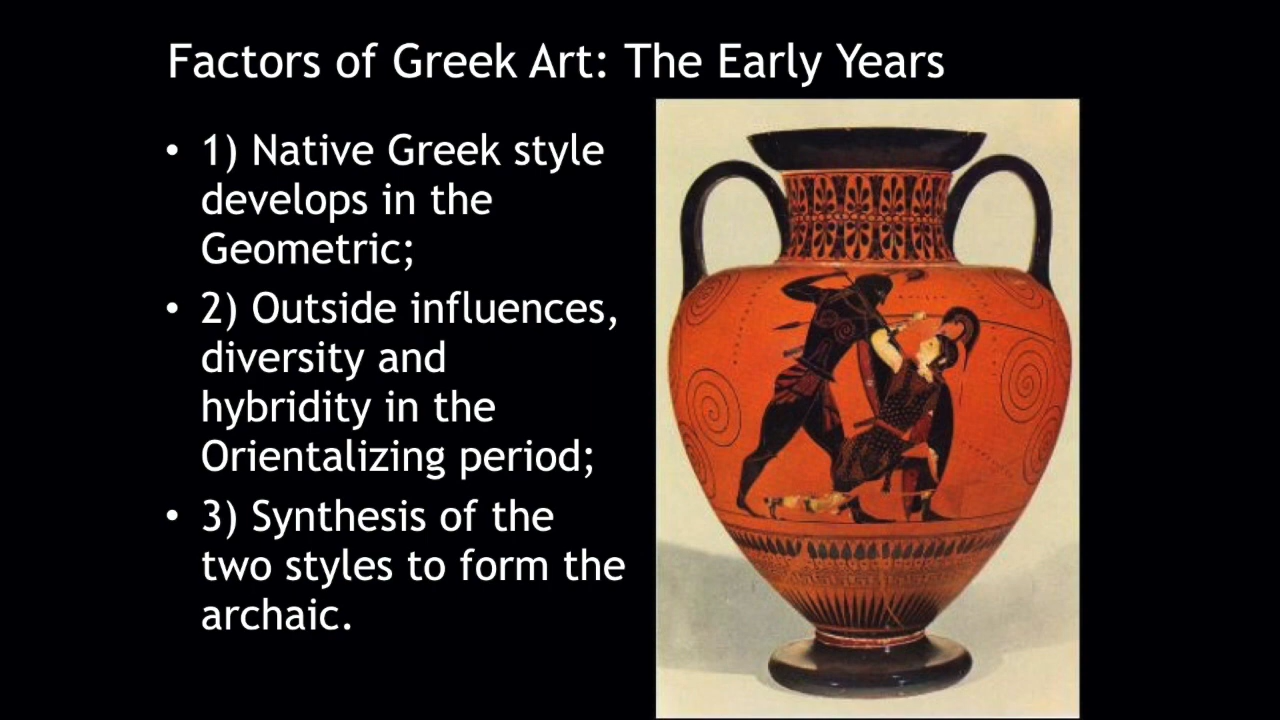 Factors of Greek Art: The Early Years
• 1) Native Greek style
develops in the
Geometric;
• 2) Outside influences,
diversity and
hybridity in the
Orientalizing period;
• 3) Synthesis of the
two styles to form the
archaic.